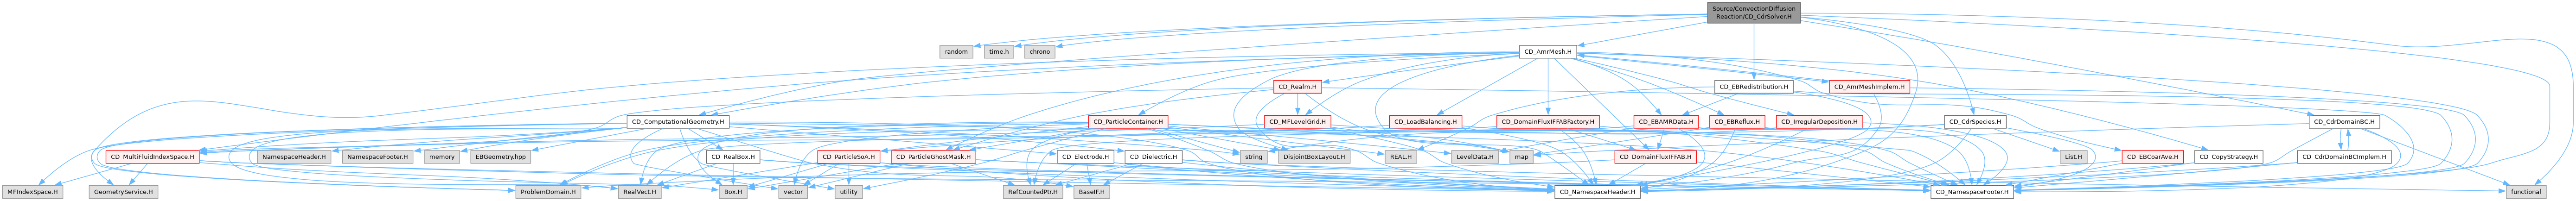 Source/ConvectionDiffusion
Reaction/CD_CdrSolver.H
random
time.h
chrono
CD_AmrMesh.H
CD_Realm.H
CD_EBRedistribution.H
CD_AmrMeshImplem.H
CD_ComputationalGeometry.H
CD_ParticleContainer.H
CD_MFLevelGrid.H
CD_LoadBalancing.H
CD_DomainFluxIFFABFactory.H
CD_EBAMRData.H
CD_EBReflux.H
CD_IrregularDeposition.H
CD_CdrSpecies.H
CD_CdrDomainBC.H
CD_MultiFluidIndexSpace.H
NamespaceHeader.H
NamespaceFooter.H
memory
EBGeometry.hpp
CD_RealBox.H
CD_ParticleSoA.H
CD_ParticleGhostMask.H
CD_Electrode.H
CD_Dielectric.H
string
DisjointBoxLayout.H
REAL.H
LevelData.H
map
CD_DomainFluxIFFAB.H
List.H
CD_EBCoarAve.H
CD_CopyStrategy.H
CD_CdrDomainBCImplem.H
MFIndexSpace.H
GeometryService.H
ProblemDomain.H
RealVect.H
Box.H
vector
utility
RefCountedPtr.H
BaseIF.H
CD_NamespaceHeader.H
CD_NamespaceFooter.H
functional